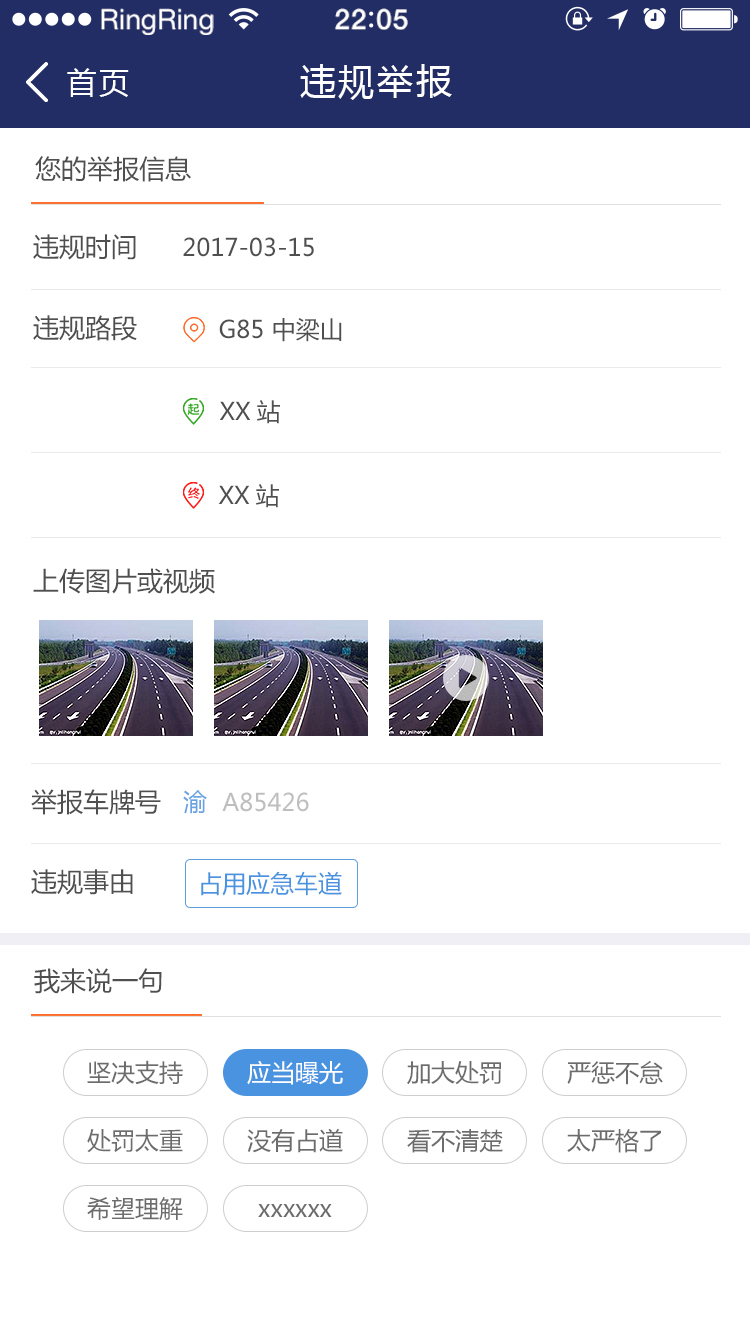 RingRing 22:05
首页 违规举报
您的举报信息
违规时间 2017-03-15
违规路段 G85 中梁山
起 XX 站
终 XX 站
上传图片或视频
举报车牌号 渝 A85426
违规事由 占用应急车道
我来说一句
坚决支持 应当曝光 加大处罚 严惩不怠
处罚太重 没有占道 看不清楚 太严格了
希望理解 xxxxxx